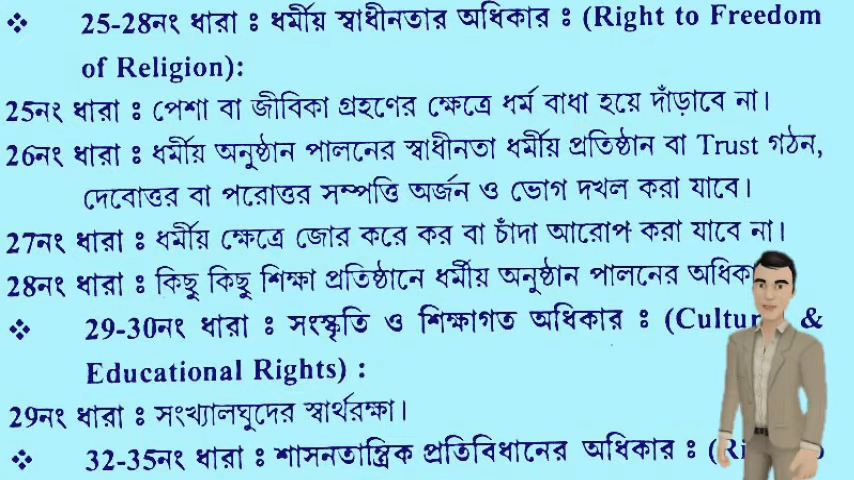 ❖ 25-28নং ধারা ঃ ধর্মীয় স্বাধীনতার অধিকার ঃ (Right to Freedom
of Religion):
25নং ধারা ঃ পেশা বা জীবিকা গ্রহণের ক্ষেত্রে ধর্ম বাধা হয়ে দাঁড়াবে না।
26নং ধারা ঃ ধর্মীয় অনুষ্ঠান পালনের স্বাধীনতা ধর্মীয় প্রতিষ্ঠান বা Trust গঠন,
দেবোত্তর বা পরোত্তর সম্পত্তি অর্জন ও ভোগ দখল করা যাবে।
27নং ধারা ঃ ধর্মীয় ক্ষেত্রে জোর করে কর বা চাঁদা আরোপ করা যাবে না।
28নং ধারা ঃ কিছু কিছু শিক্ষা প্রতিষ্ঠানে ধর্মীয় অনুষ্ঠান পালনের
❖ 29-30নং ধারা ঃ সংস্কৃতি ও শিক্ষাগত অধিকার ঃ &
Educational Rights) :
29নং ধারা ঃ সংখ্যালঘুদের স্বার্থরক্ষা।
❖ 32-35নং ধারা ঃ শাসনতান্ত্রিক প্রতিবিধানের অধিকার ঃ